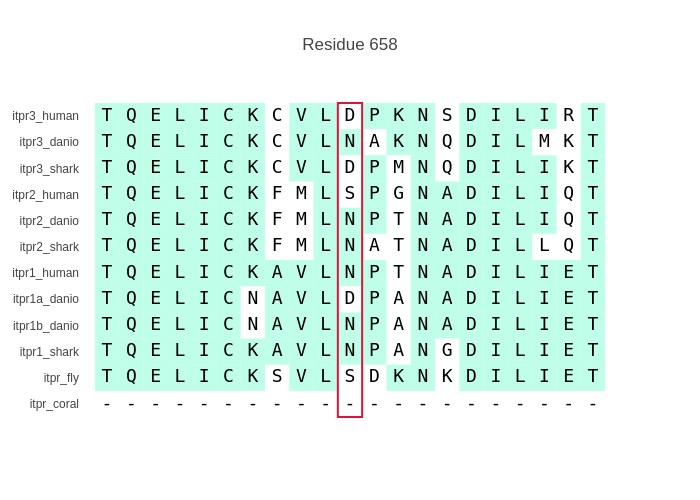 Residue 658
itpr3_human T Q E L I C K C V L D P K N S D I L I R T
itpr3_danio T Q E L I C K C V L N A K N Q D I L M K T
itpr3_shark T Q E L I C K C V L D P M N Q D I L I K T
itpr2_human T Q E L I C K F M L S P G N A D I L I Q T
itpr2_danio T Q E L I C K F M L N P T N A D I L I Q T
itpr2_shark T Q E L I C K F M L N A T N A D I L L Q T
itpr1_human T Q E L I C K A V L N P T N A D I L I E T
itpr1a_danio T Q E L I C N A V L D P A N A D I L I E T
itpr1b_danio T Q E L I C N A V L N P A N A D I L I E T
itpr1_shark T Q E L I C K A V L N P A N G D I L I E T
itpr_fly T Q E L I C K S V L S D K N K D I L I E T
itpr_coral - - - - - - - - - - - - - - - - - - - - -